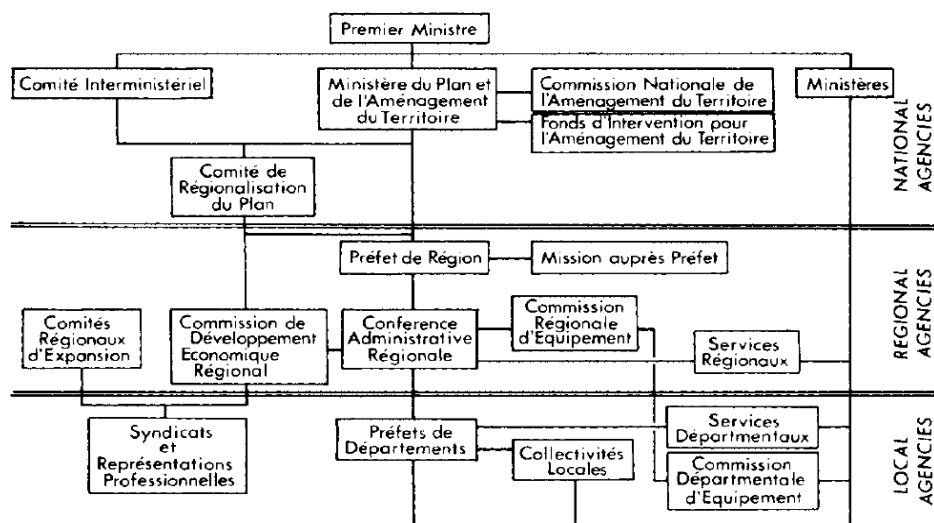 Premier Ministre
Comité Interministériel
Ministère du Plan et
de l'Aménagement du
Territoire
Commission Nationale de
l'Aménagement du Territoire
Fonds d'Intervention pour
l'Aménagement du Territoire
Ministères
NATIONAL
AGENCIES
Comité de
Régionalisation
du Plan
Préfet de Région
Mission auprès Préfet
Comités
Régionaux
d'Expansion
Commission de
Développement
Economique
Régional
Conference
Administrative
Régionale
Commission
Régionale
d'Equipement
Services
Régionaux
REGIONAL
AGENCIES
Syndicats
et
Représentations
Professionnelles
Préfets de
Départements
Collectivités
Locales
Services
Départmentaux
Commission
Départmentale
d'Equipement
LOCAL
AGENCIES